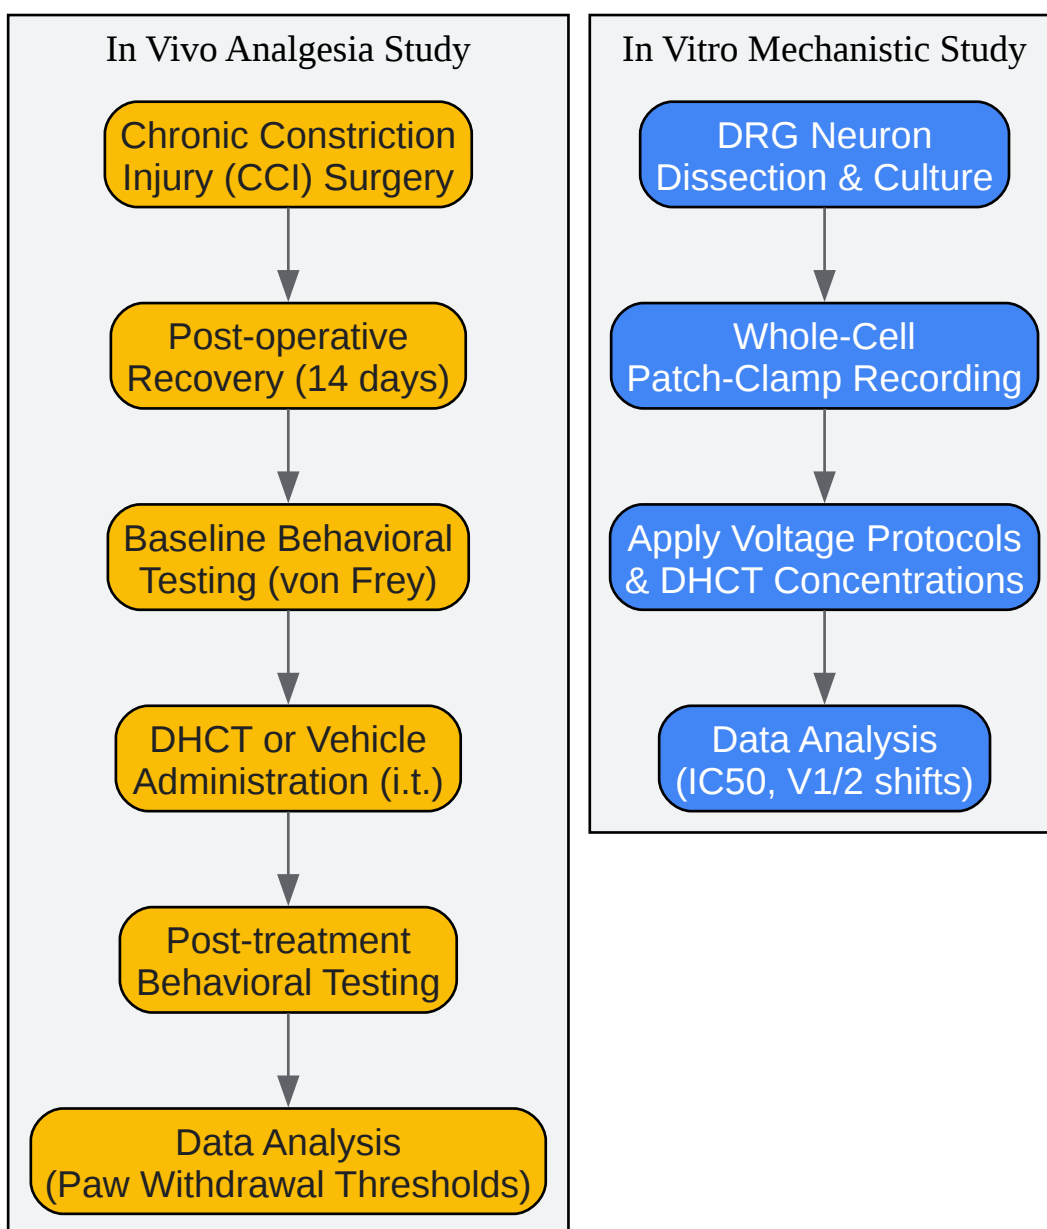 In Vivo Analgesia Study
Chronic Constriction
Injury (CCI) Surgery
Post-operative
Recovery (14 days)
Baseline Behavioral
Testing (von Frey)
DHCT or Vehicle
Administration (i.t.)
Post-treatment
Behavioral Testing
Data Analysis
(Paw Withdrawal Thresholds)
In Vitro Mechanistic Study
DRG Neuron
Dissection & Culture
Whole-Cell
Patch-Clamp Recording
Apply Voltage Protocols
& DHCT Concentrations
Data Analysis
(IC50, V1/2 shifts)